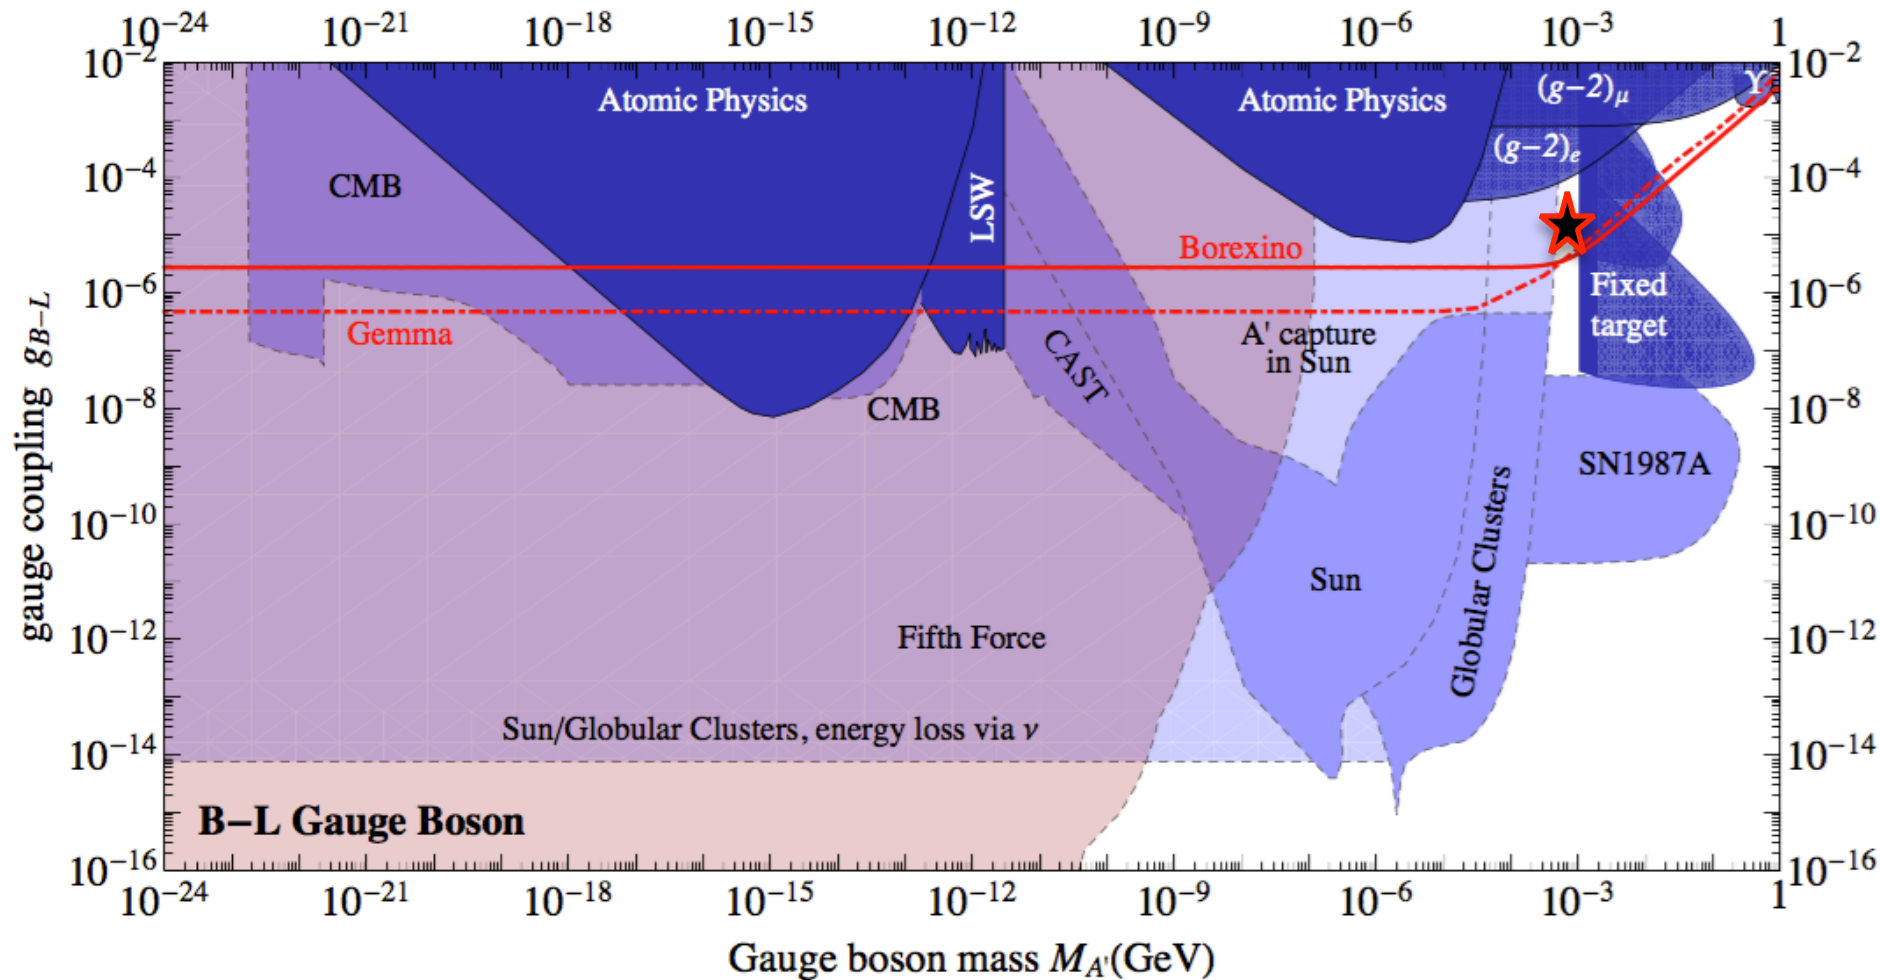 10−24 10−21 10−18 10−15 10−12 10−9 10−6 10−3 1
10−2 10−2
Atomic Physics Atomic Physics (g−2)μ ϒ
(g−2)e
10−4 CMB LSW 10−4
Borexino
10−6 Fixed 10−6
Gemma A' capture target
in Sun
CAST
10−8 CMB 10−8
SN1987A
10−10 10−10
Sun Globular Clusters
10−12 Fifth Force 10−12
Sun/Globular Clusters, energy loss via ν
10−14 10−14
B−L Gauge Boson
10−16 10−16
10−24 10−21 10−18 10−15 10−12 10−9 10−6 10−3 1
gauge coupling gB−L
Gauge boson mass MA'(GeV)